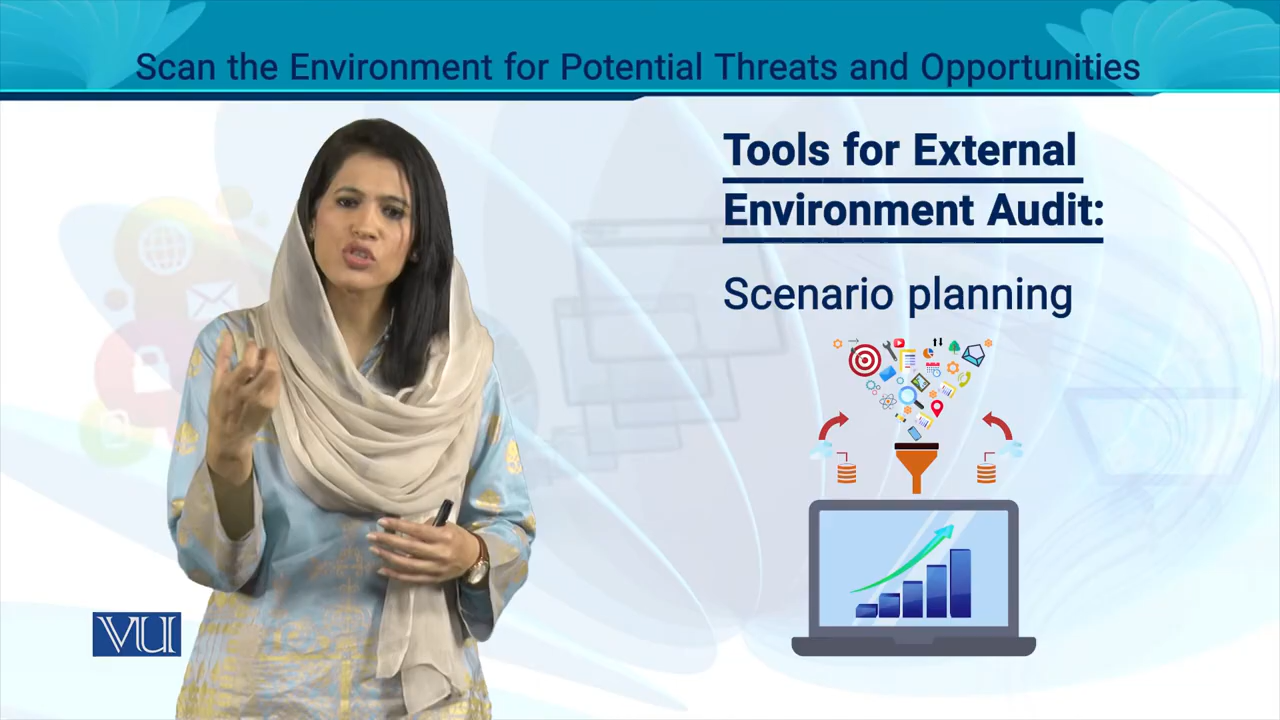 Scan the Environment for Potential Threats and Opportunities
Tools for External
Environment Audit:
Scenario planning
VU